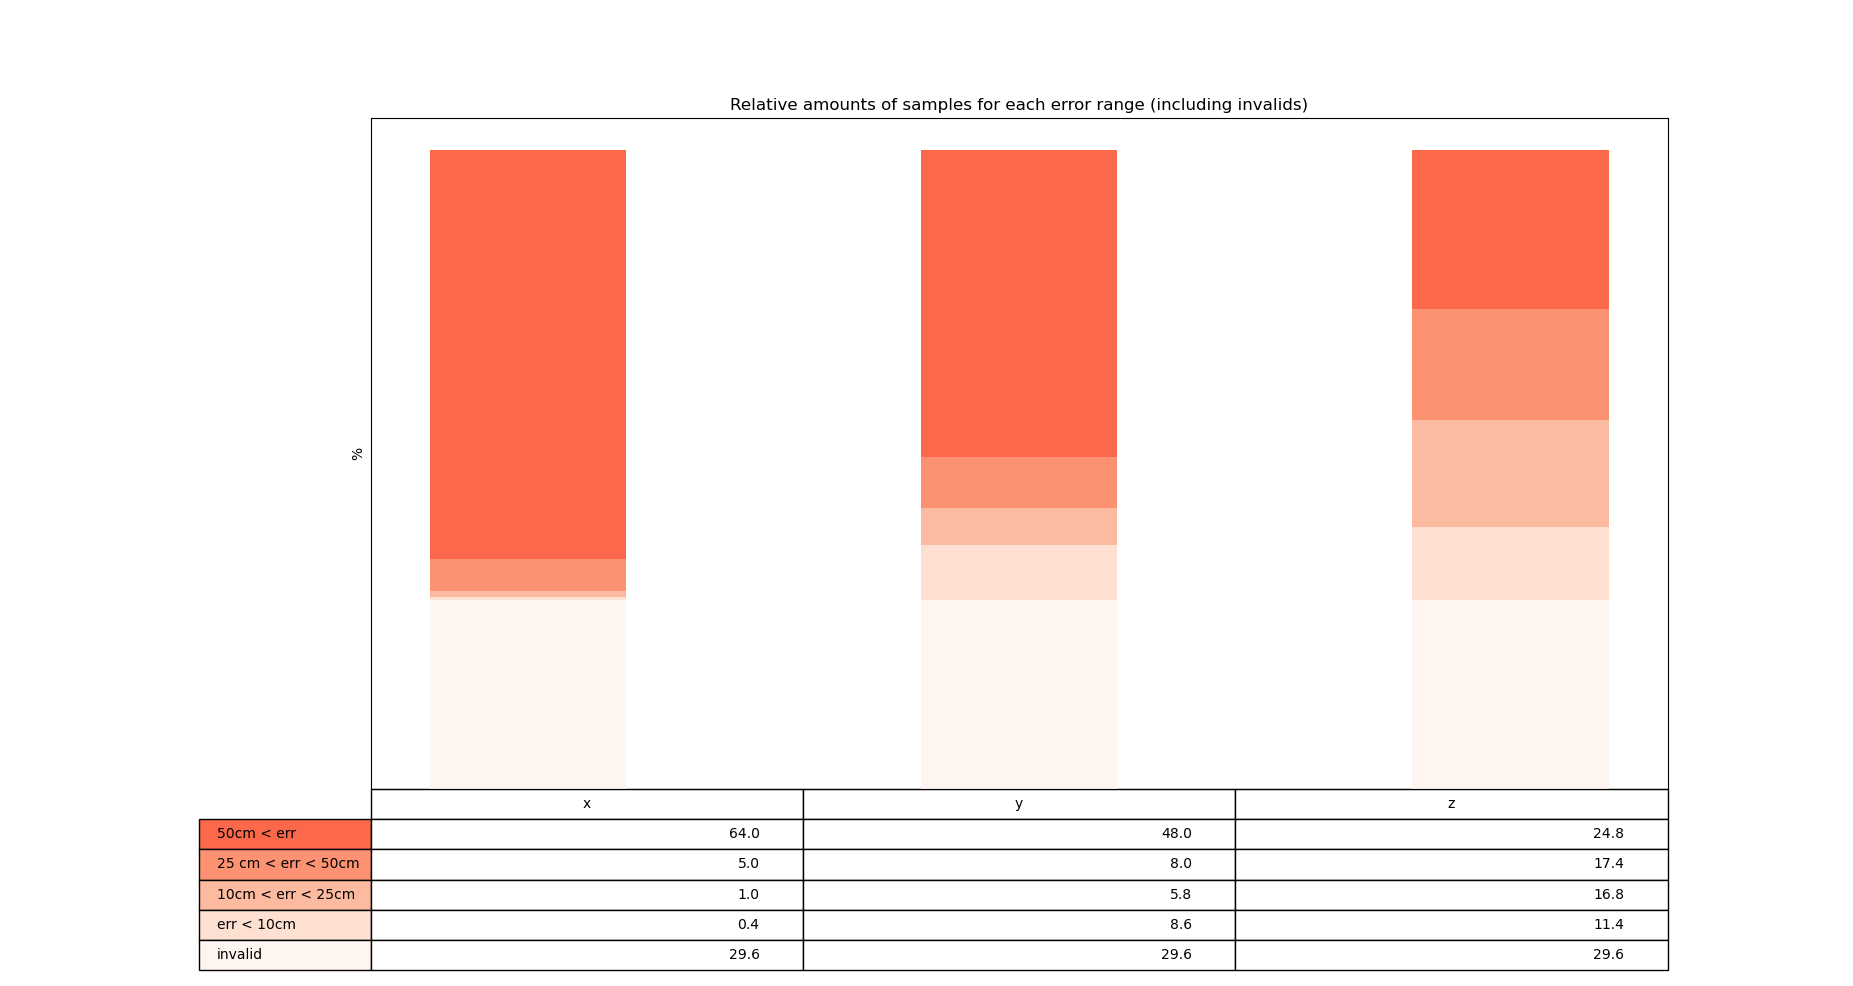 Relative amounts of samples for each error range (including invalids)
%
x y z
50cm < err 64.0 48.0 24.8
25 cm < err < 50cm 5.0 8.0 17.4
10cm < err < 25cm 1.0 5.8 16.8
err < 10cm 0.4 8.6 11.4
invalid 29.6 29.6 29.6